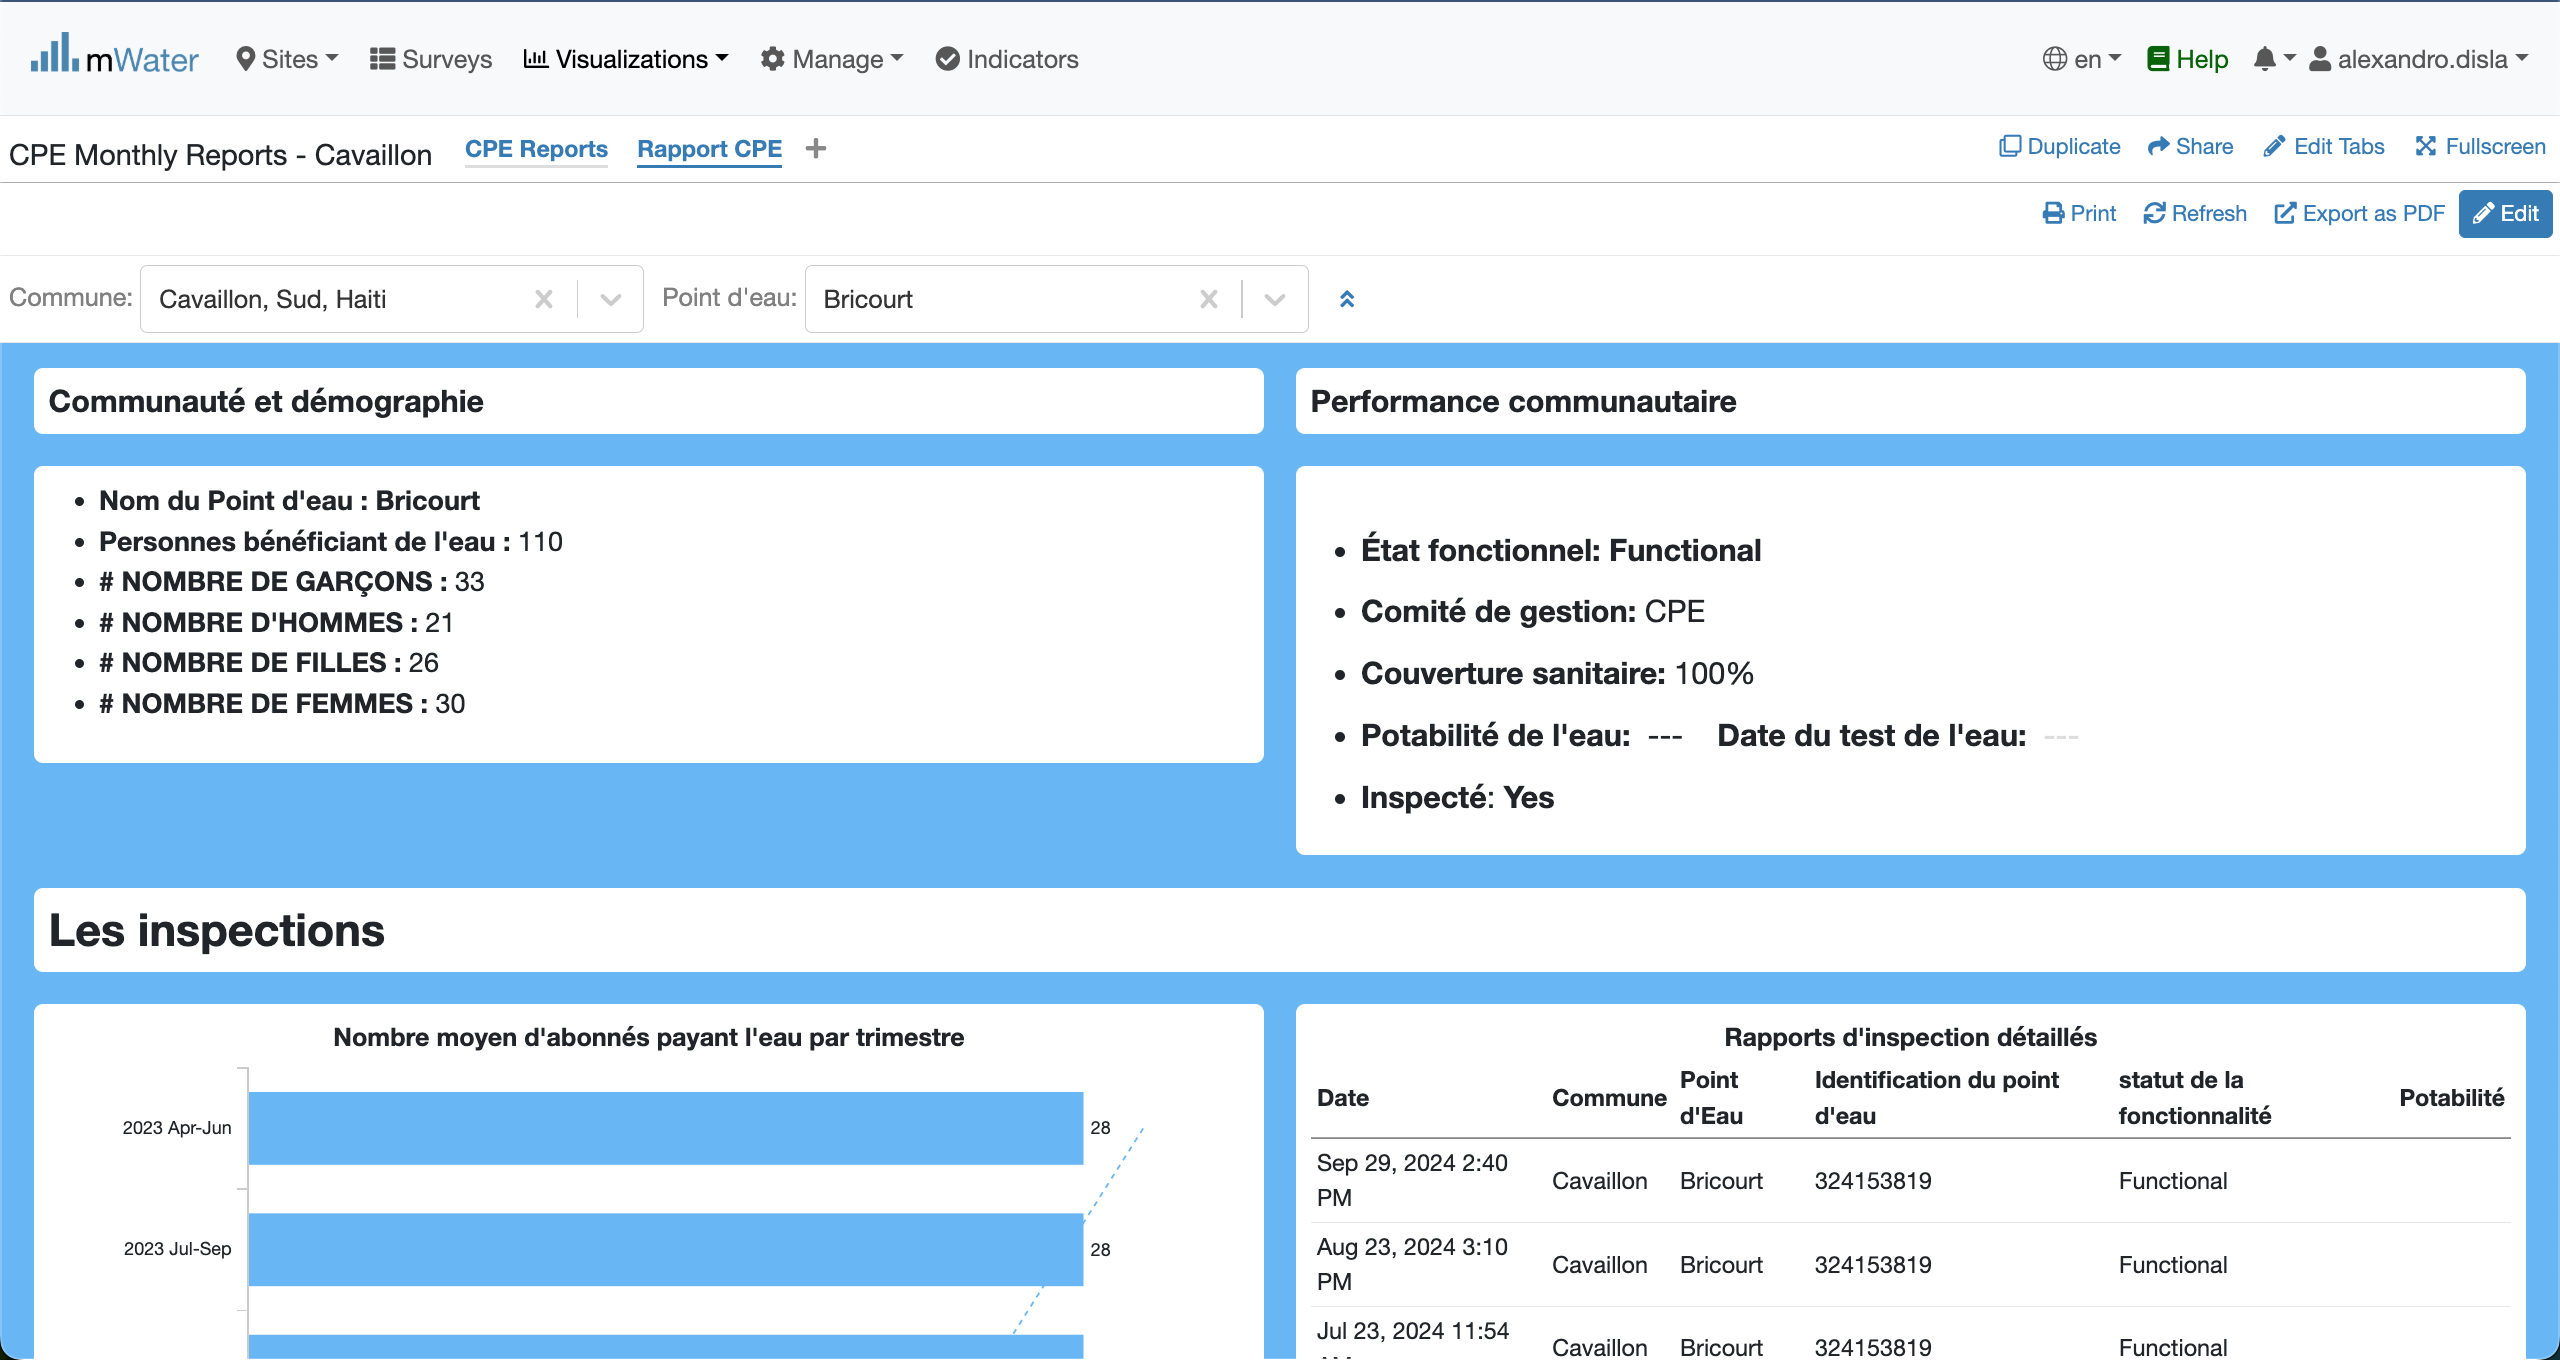 mWater Sites Surveys Visualizations Manage Indicators en Help alexandro.disla
CPE Monthly Reports - Cavaillon CPE Reports Rapport CPE + Duplicate Share Edit Tabs Fullscreen
Print Refresh Export as PDF Edit
Commune: Cavaillon, Sud, Haiti Point d'eau: Bricourt
Communauté et démographie
Nom du Point d'eau : Bricourt
Personnes bénéficiant de l'eau : 110
# NOMBRE DE GARÇONS : 33
# NOMBRE D'HOMMES : 21
# NOMBRE DE FILLES : 26
# NOMBRE DE FEMMES : 30
Performance communautaire
État fonctionnel: Functional
Comité de gestion: CPE
Couverture sanitaire: 100%
Potabilité de l'eau: --- Date du test de l'eau: ---
Inspecté: Yes
Les inspections
Nombre moyen d'abonnés payant l'eau par trimestre
2023 Apr-Jun 28
2023 Jul-Sep 28
Rapports d'inspection détaillés
Date Commune Point d'Eau Identification du point d'eau statut de la fonctionnalité Potabilité
Sep 29, 2024 2:40 PM Cavaillon Bricourt 324153819 Functional
Aug 23, 2024 3:10 PM Cavaillon Bricourt 324153819 Functional
Jul 23, 2024 11:54 Cavaillon Bricourt 324153819 Functional